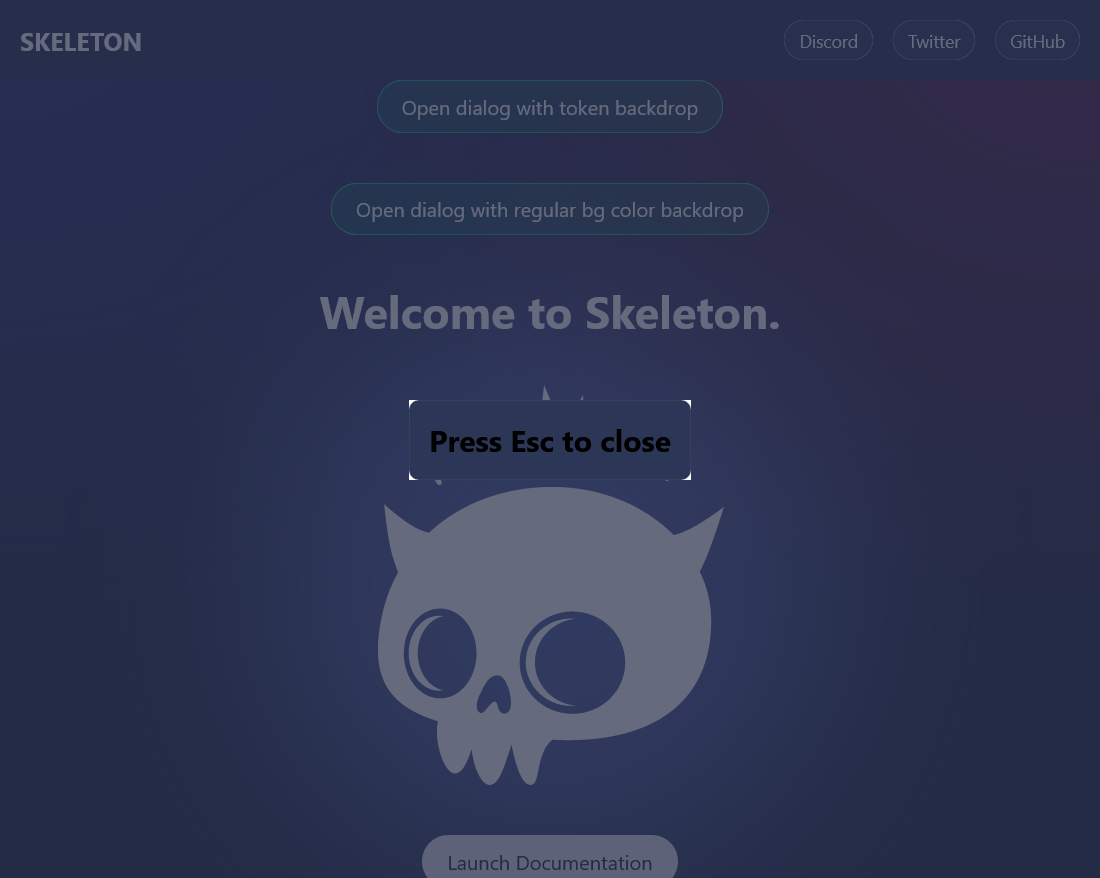 SKELETON
Discord
Twitter
GitHub
Open dialog with token backdrop
Open dialog with regular bg color backdrop
Welcome to Skeleton.
Press Esc to close
Launch Documentation